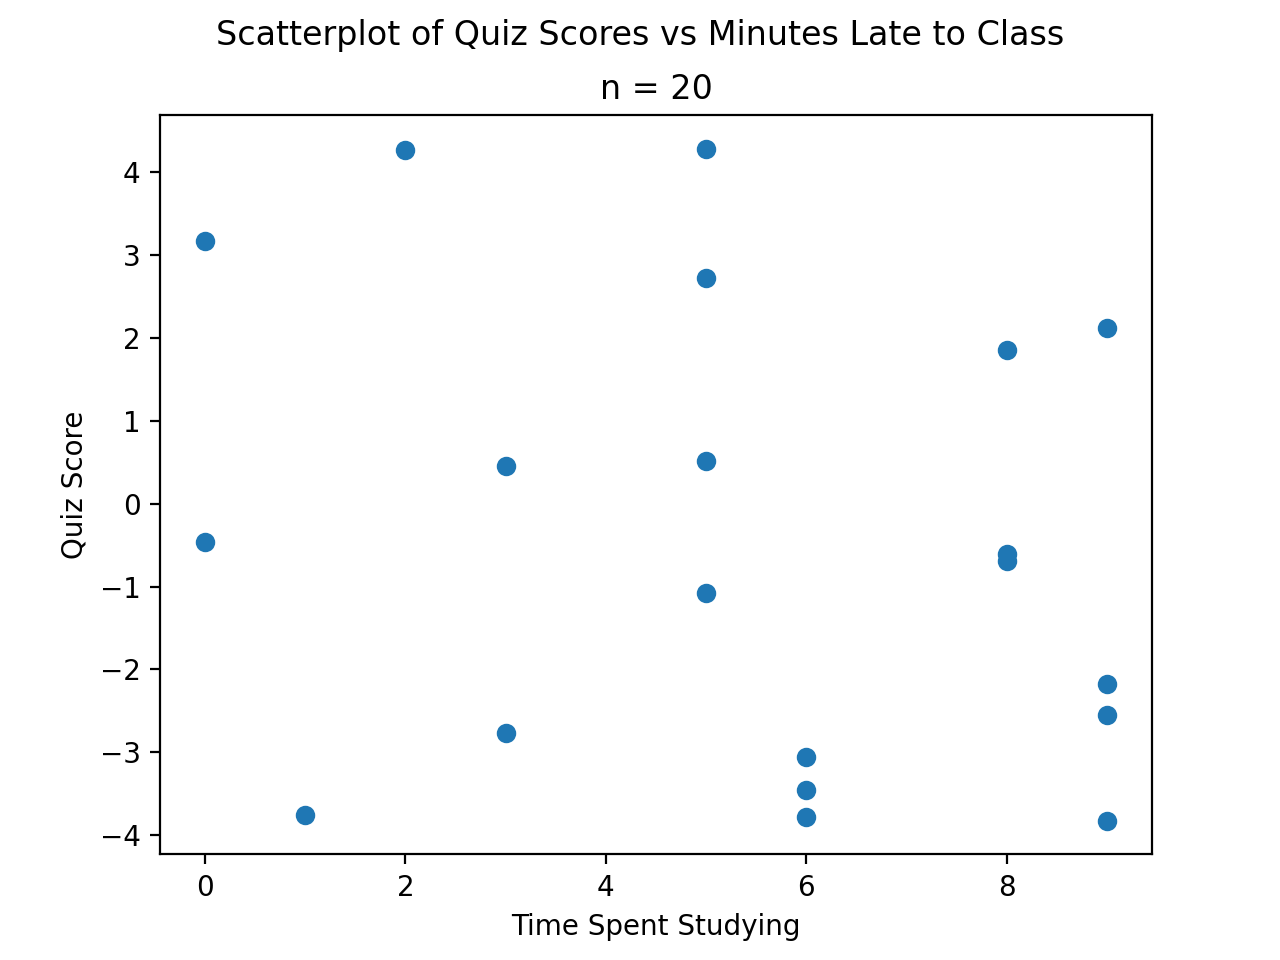 Scatterplot of Quiz Scores vs Minutes Late to Class
n = 20
4
3
2
1
0
−1
−2
−3
−4
Quiz Score
0 2 4 6 8
Time Spent Studying